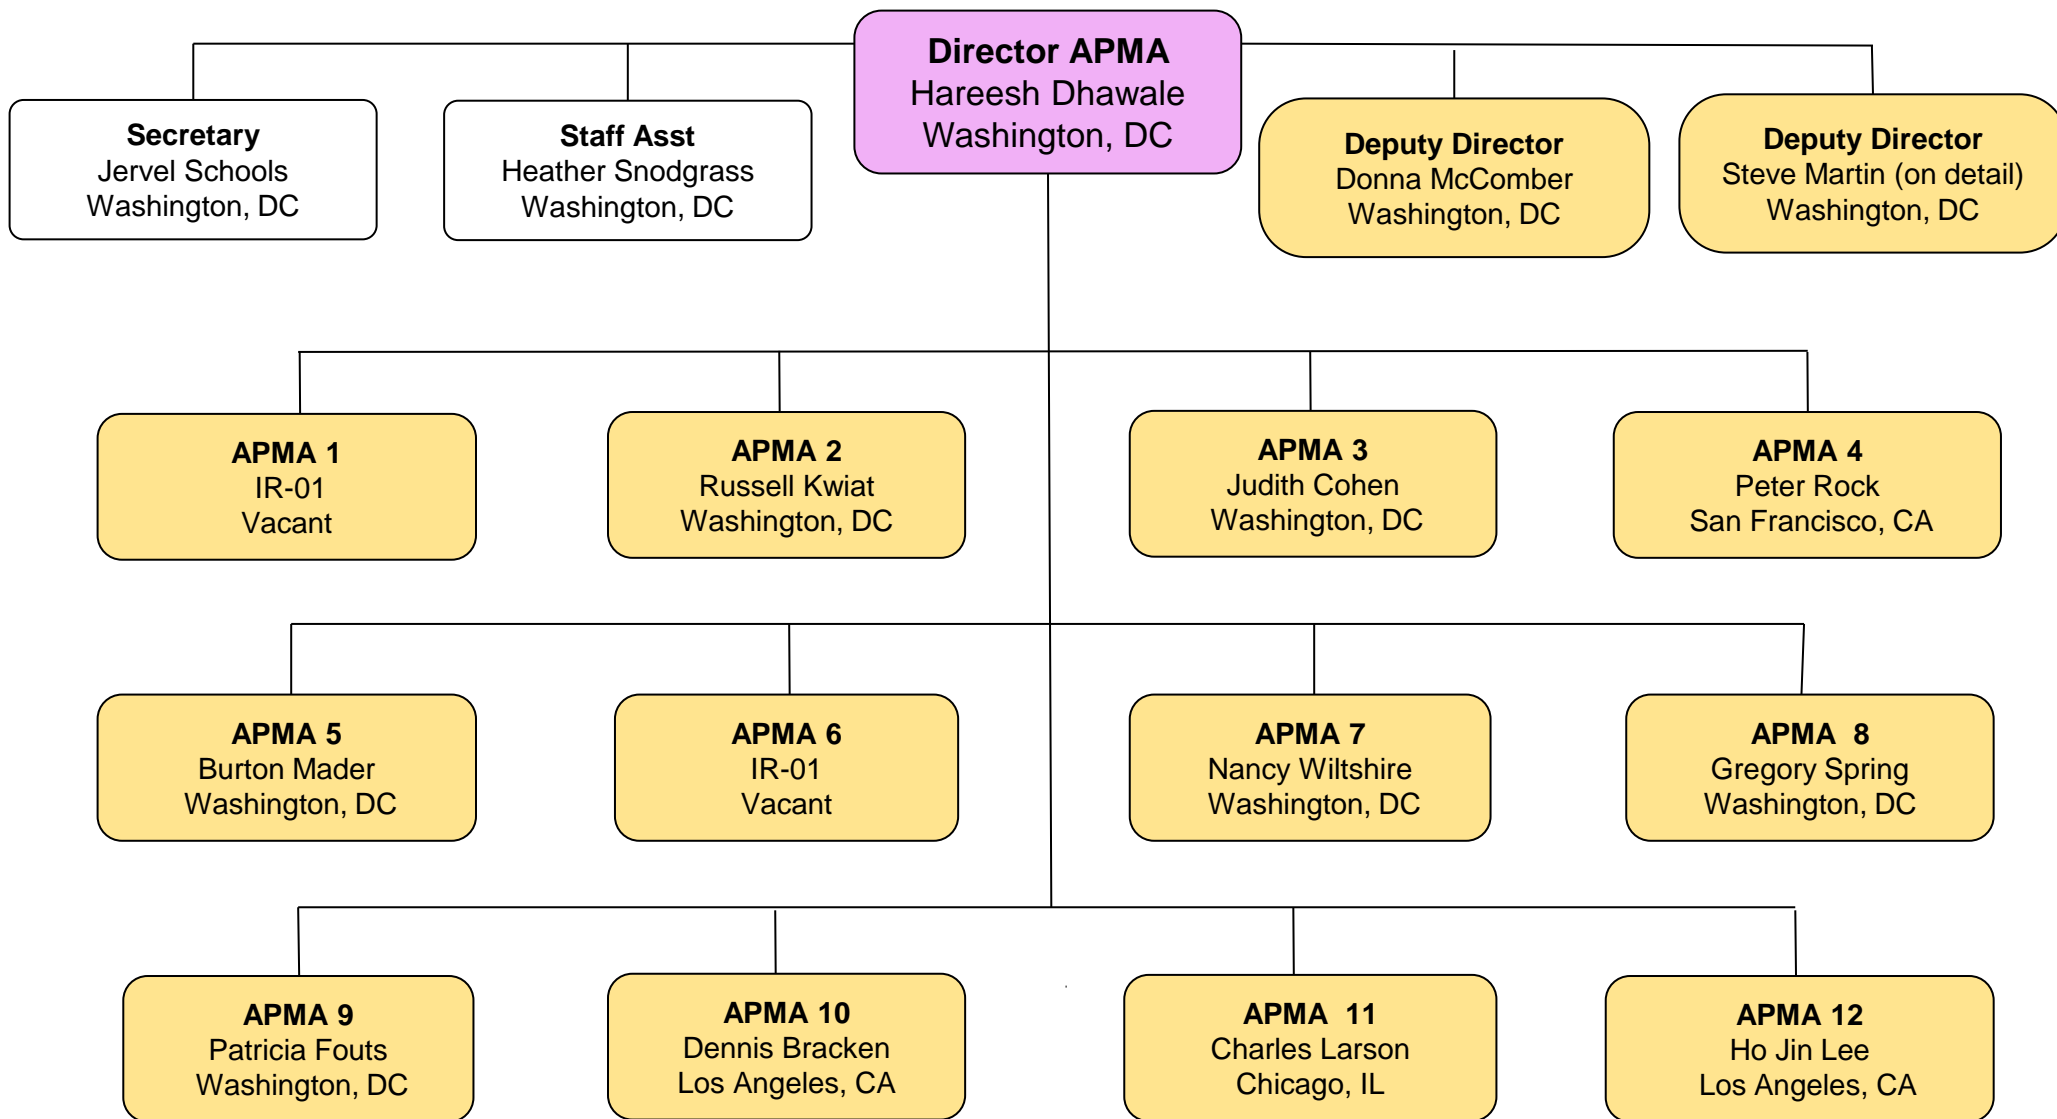 Director APMA
Hareesh Dhawale
Washington, DC
Secretary
Jervel Schools
Washington, DC
Staff Asst
Heather Snodgrass
Washington, DC
Deputy Director
Donna McComber
Washington, DC
Deputy Director
Steve Martin (on detail)
Washington, DC
APMA 1
IR-01
Vacant
APMA 2
Russell Kwiat
Washington, DC
APMA 3
Judith Cohen
Washington, DC
APMA 4
Peter Rock
San Francisco, CA
APMA 5
Burton Mader
Washington, DC
APMA 6
IR-01
Vacant
APMA 7
Nancy Wiltshire
Washington, DC
APMA  8
Gregory Spring
Washington, DC
APMA 9
Patricia Fouts
Washington, DC
APMA 10
Dennis Bracken
Los Angeles, CA
APMA  11
Charles Larson
Chicago, IL
APMA 12
Ho Jin Lee
Los Angeles, CA